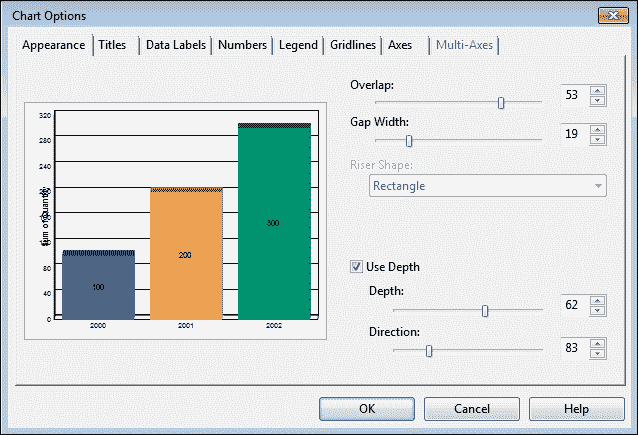 Chart Options
Appearance Titles Data Labels Numbers Legend Gridlines Axes Multi-Axes
Overlap:
53
Gap Width:
19
Riser Shape:
Rectangle
320
280
240
200
160
120
80
40
0
Sum of Quantity
100
200
300
2000 2001 2002
Use Depth
Depth:
62
Direction:
83
OK Cancel Help